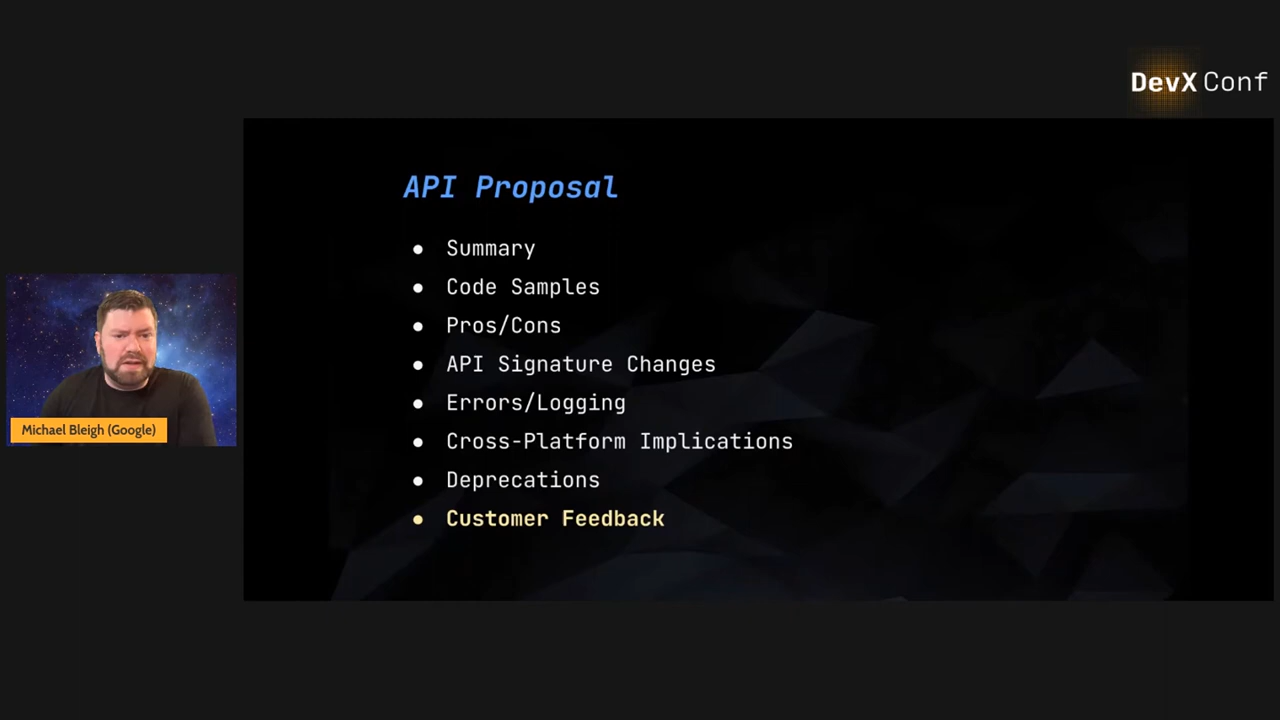 DevX Conf
API Proposal
Summary
Code Samples
Pros/Cons
API Signature Changes
Errors/Logging
Cross-Platform Implications
Deprecations
Customer Feedback
Michael Bleigh (Google)